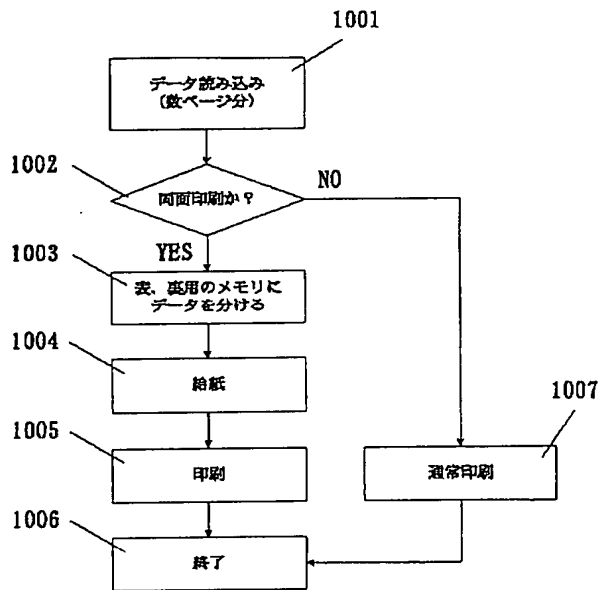 1001
データ読み込み
(数ページ分)
1002
両面印刷か?
NO
YES
1003
表、裏用のメモリに
データを分ける
1004
給紙
1005
印刷
1007
通常印刷
1006
終了